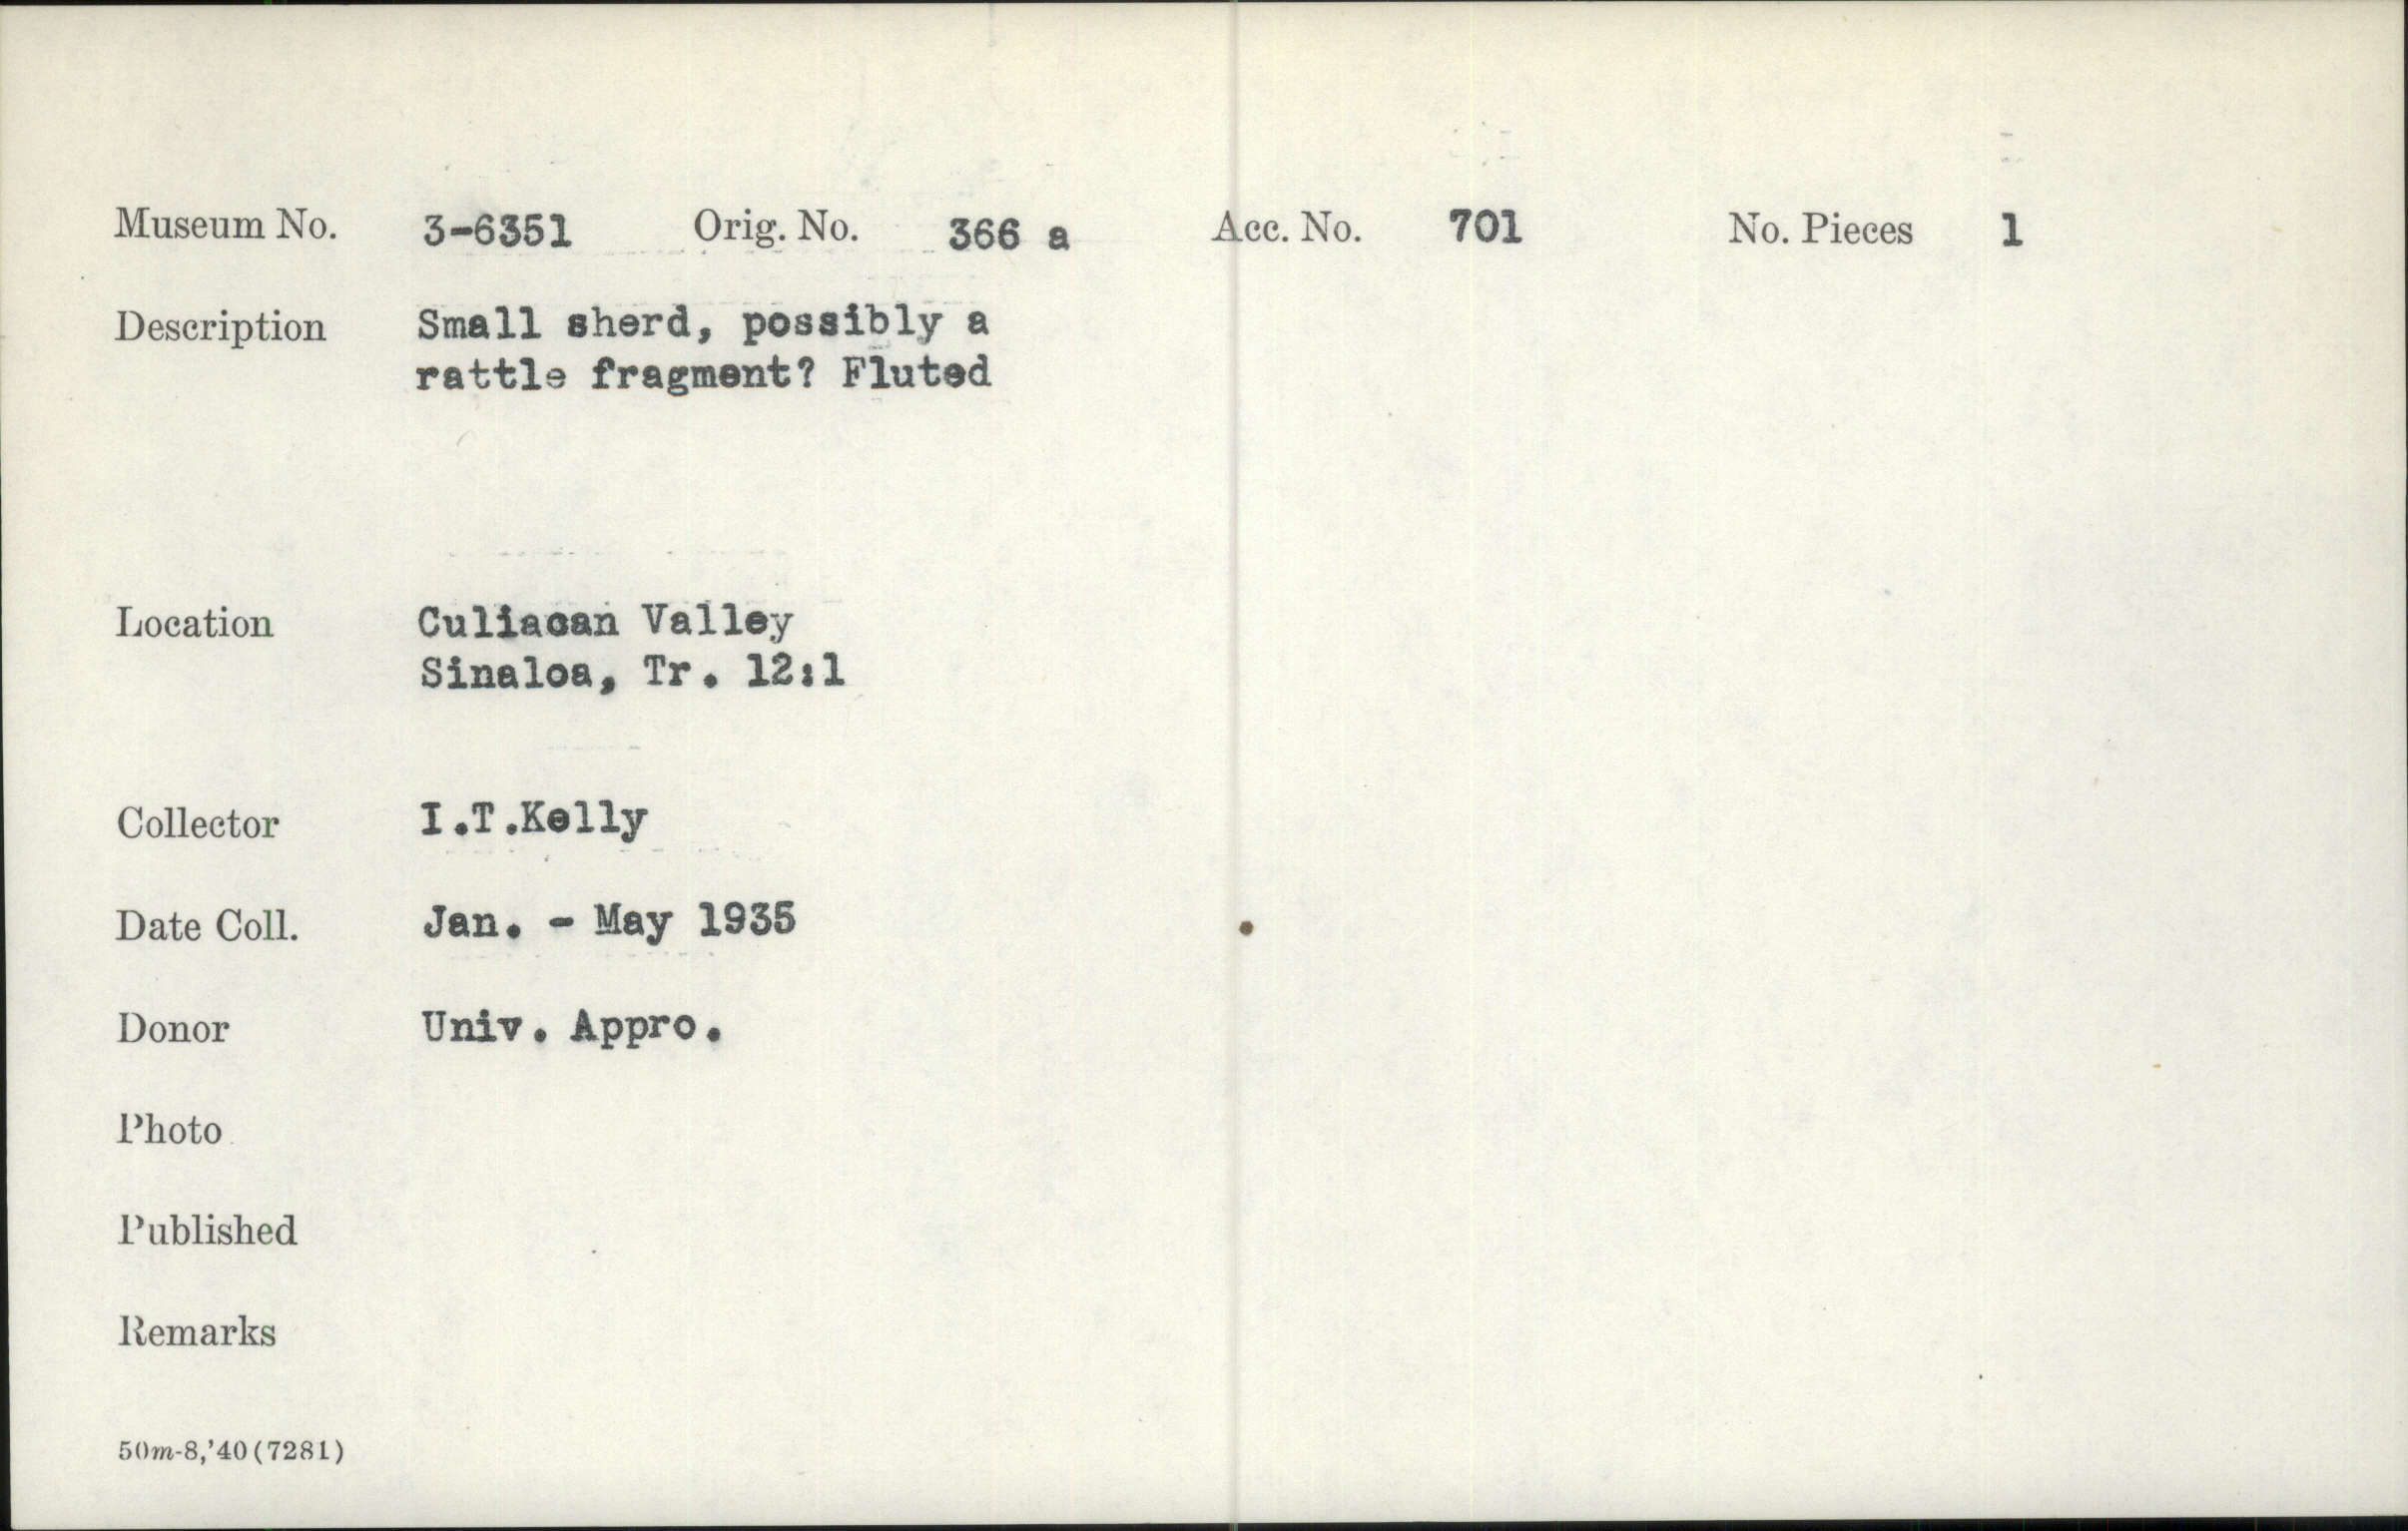 Museum No. 3-6351 Orig. No. 366 a Acc. No. 701 No. Pieces 1
Description Small sherd, possibly a
rattle fragment? Fluted
Location Culiacan Valley
Sinaloa, Tr. 12:1
Collector I.T.Kelly
Date Coll. Jan. - May 1935
Donor Univ. Appro.
Photo
Published
Remarks
50m-8,'40(7281)